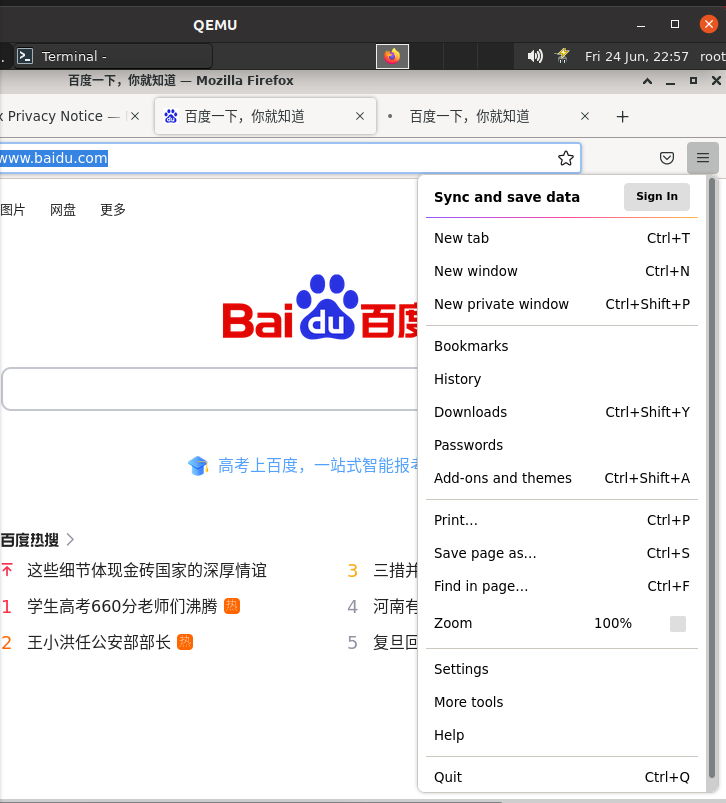 QEMU
Terminal -
Fri 24 Jun, 22:57 root
百度一下，你就知道 — Mozilla Firefox
x Privacy Notice —
百度一下，你就知道
百度一下，你就知道
www.baidu.com
图片 网盘 更多
Sync and save data Sign In
New tab Ctrl+T
New window Ctrl+N
New private window Ctrl+Shift+P
Bookmarks
History
Downloads Ctrl+Shift+Y
Passwords
Add-ons and themes Ctrl+Shift+A
Print... Ctrl+P
Save page as... Ctrl+S
Find in page... Ctrl+F
Zoom 100%
Settings
More tools
Help
Quit Ctrl+Q
Bai du 百度
高考上百度，一站式智能报考
百度热搜
这些细节体现金砖国家的深厚情谊
1 学生高考660分老师们沸腾 热
2 王小洪任公安部部长 热
3 三措并
4 河南有
5 复旦回